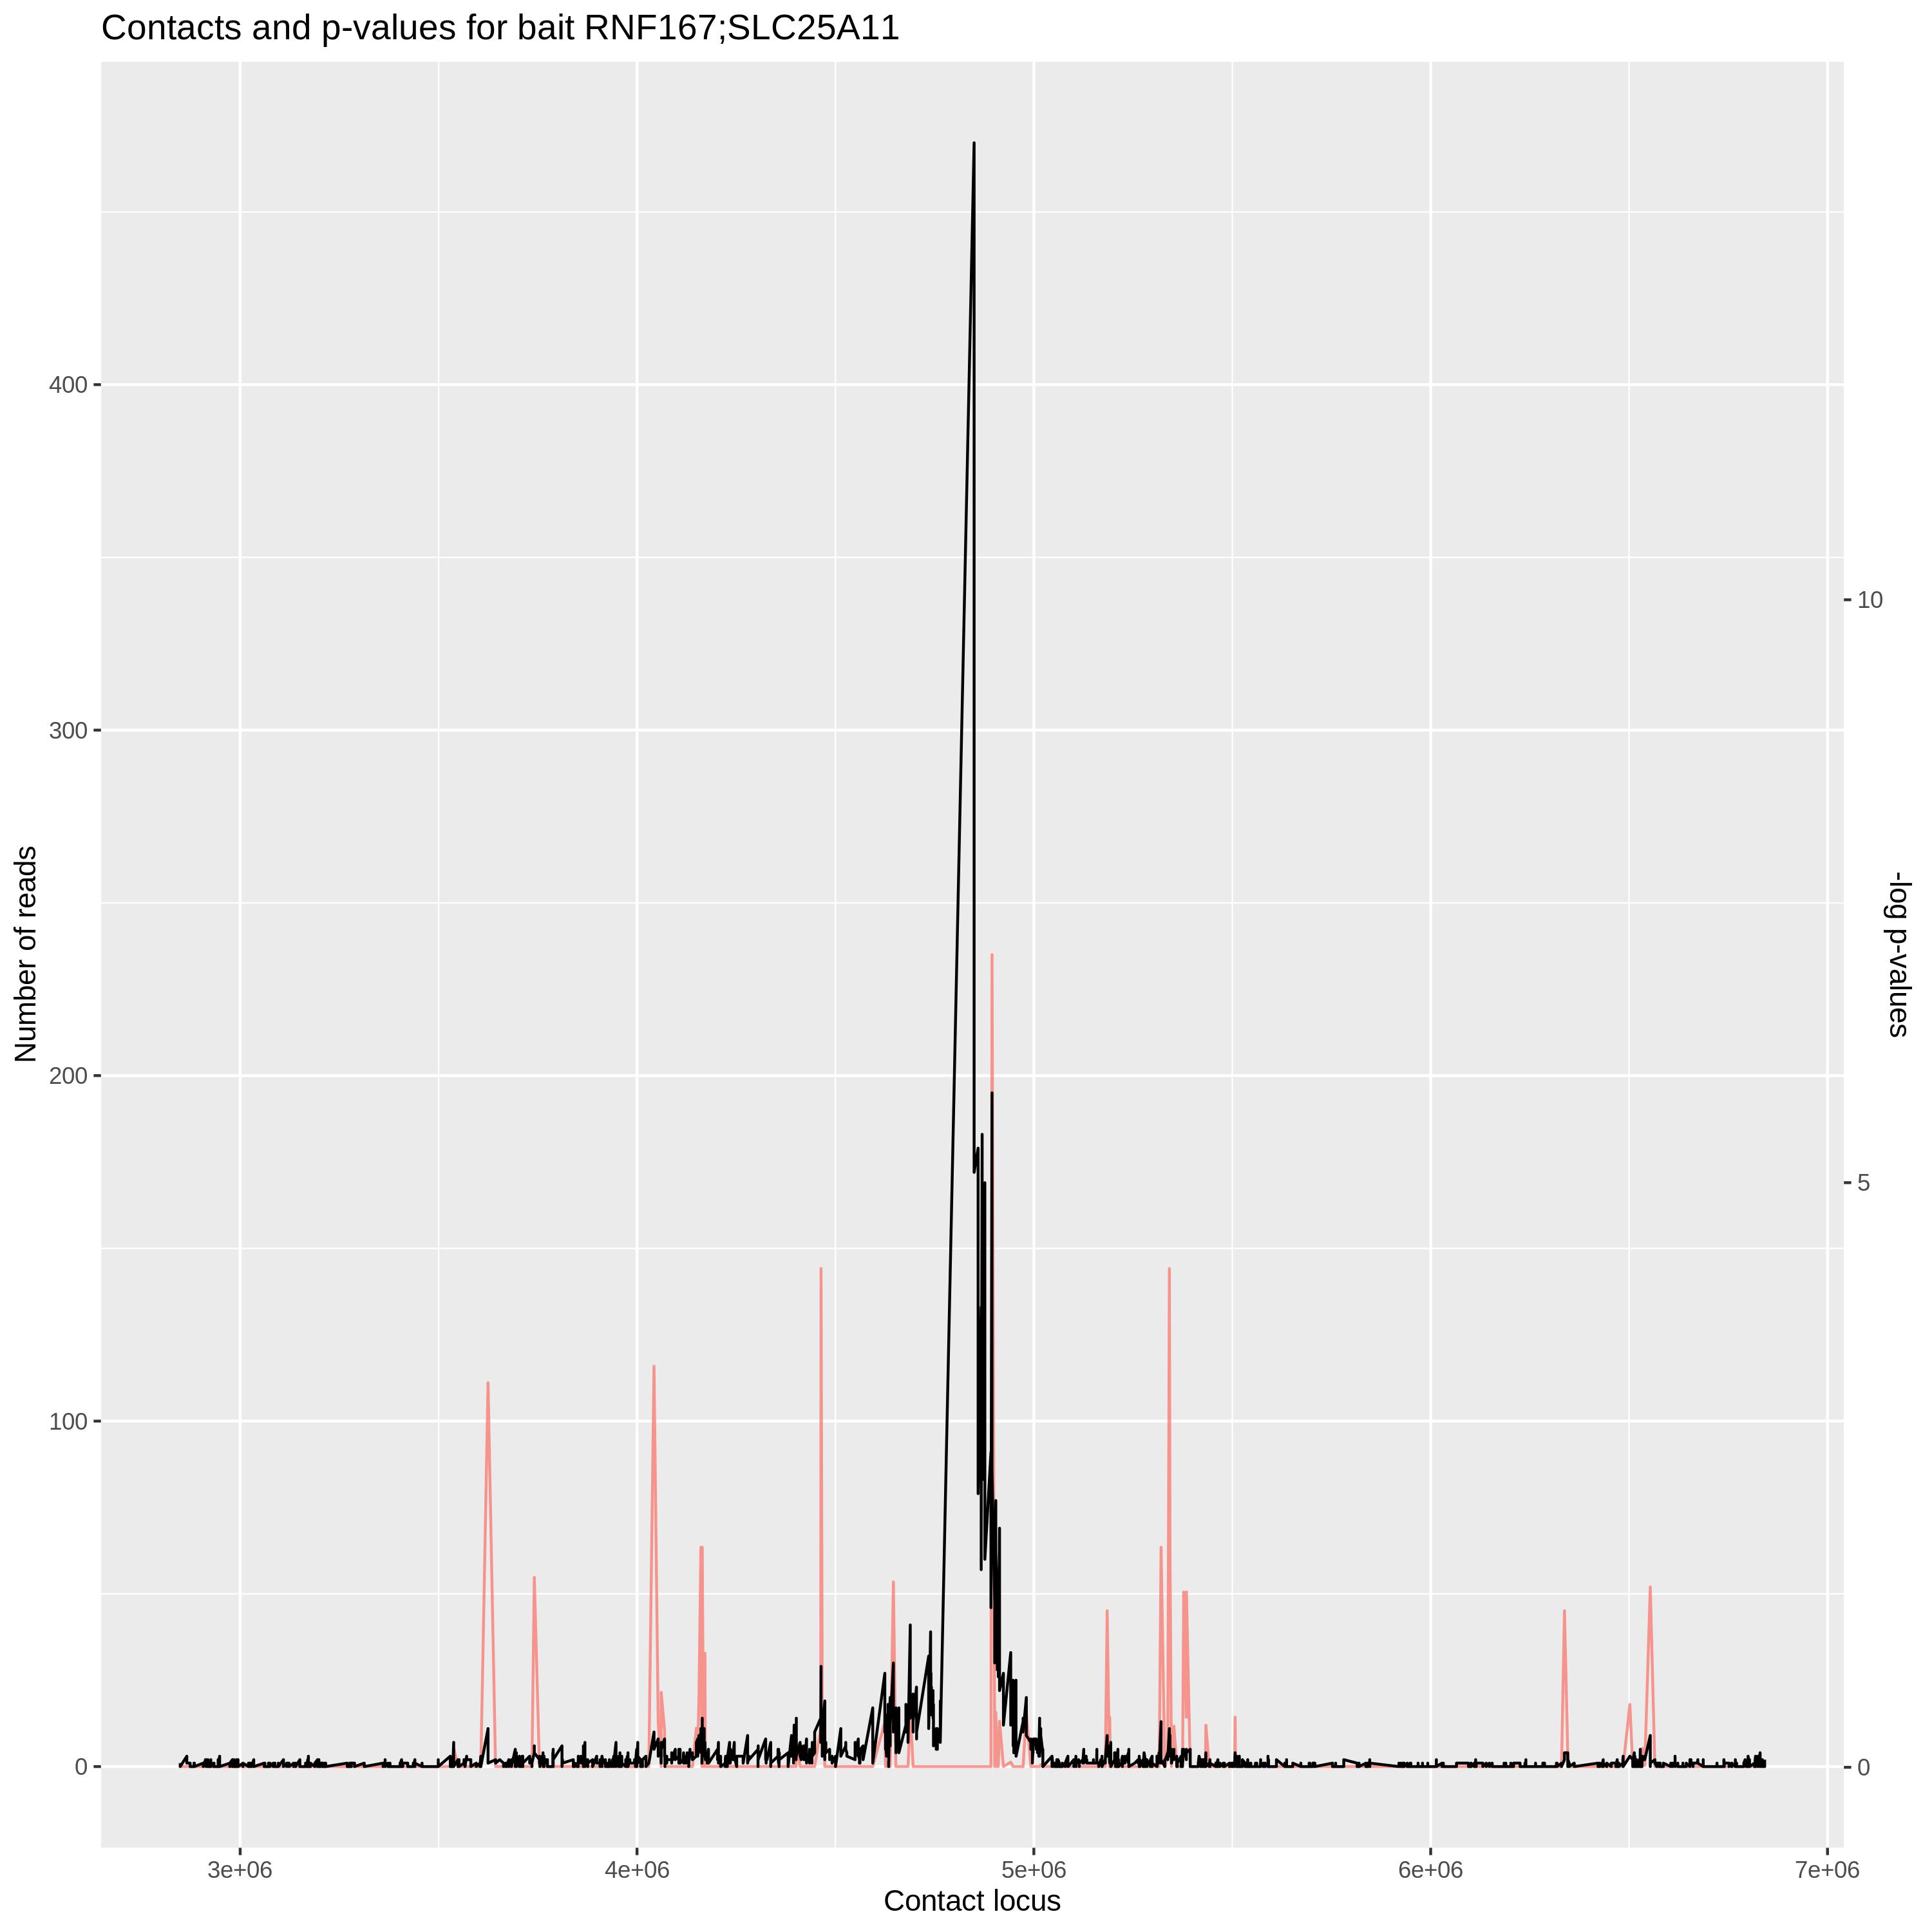 Contacts and p-values for bait RNF167;SLC25A11
400
300
200
100
0
Number of reads
10
5
0
-log p-values
3e+06
4e+06
5e+06
6e+06
7e+06
Contact locus